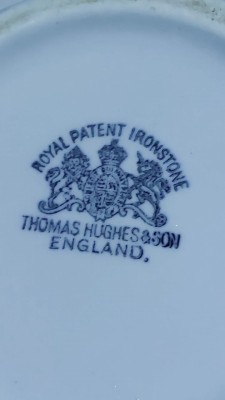 ROYAL PATENT IRONSTONE
THOMAS HUGHES & SON
ENGLAND.